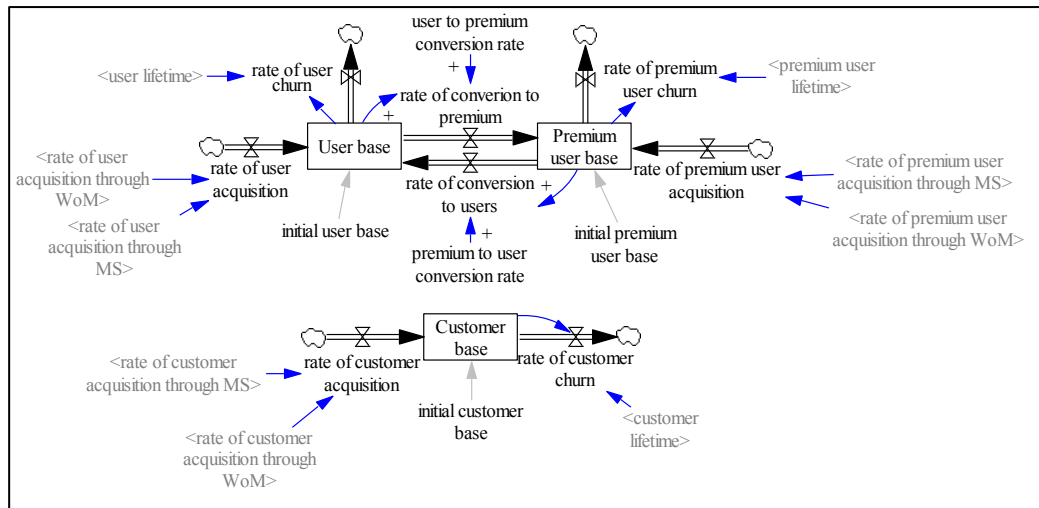 user to premium
conversion rate
+
<user lifetime>
rate of user
churn
rate of converion to
premium
+
rate of premium
user churn
<premium user
lifetime>
User base
Premium
user base
<rate of user
acquisition through
WoM>
rate of user
acquisition
rate of conversion
to users
+
rate of premium user
acquisition
<rate of premium user
acquisition through MS>
<rate of user
acquisition through
MS>
initial user base
+
premium to user
conversion rate
initial premium
user base
<rate of premium user
acquisition through WoM>
Customer
base
rate of customer
acquisition
rate of customer
churn
<rate of customer
acquisition through MS>
initial customer
base
<customer
lifetime>
<rate of customer
acquisition through
WoM>